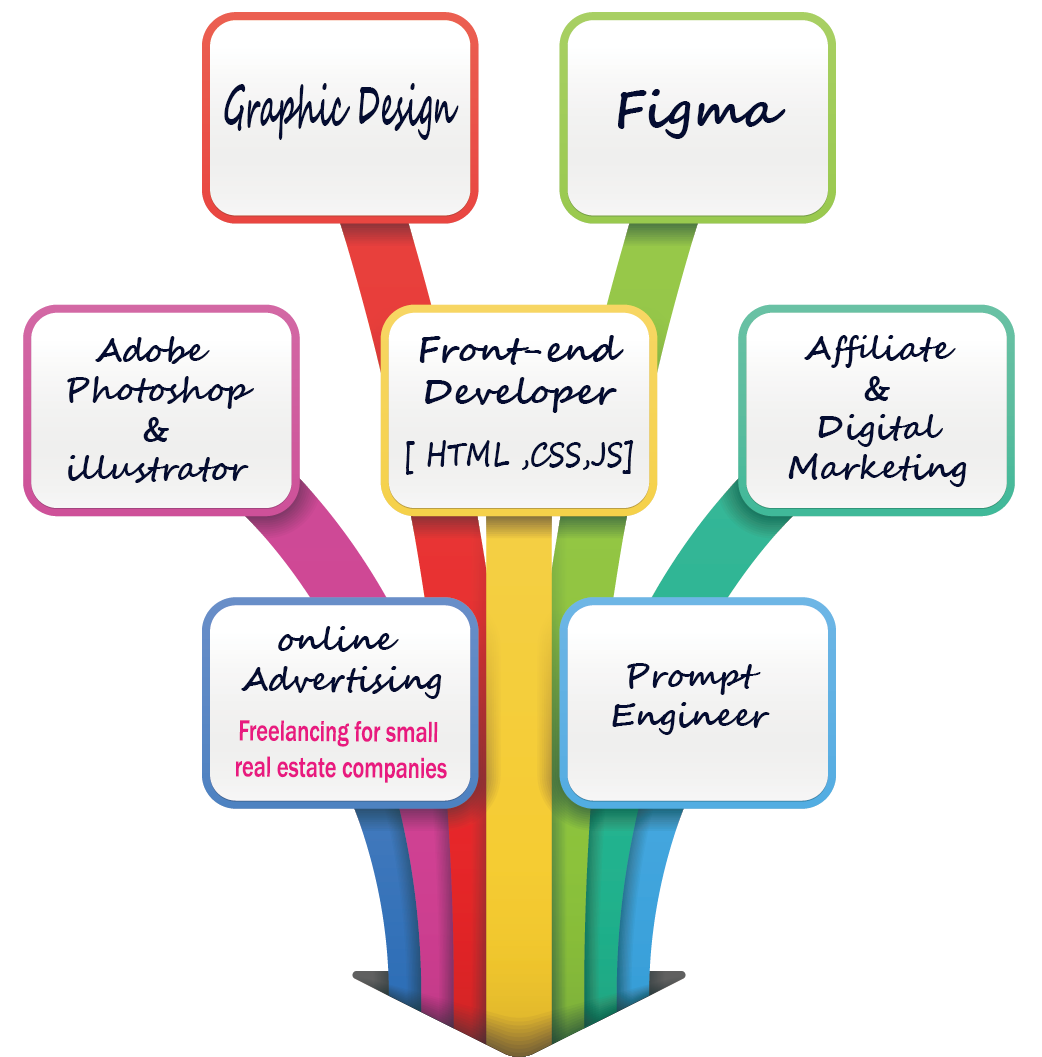 Graphic Design
Figma
Adobe
Photoshop
&
illustrator
Front-end
Developer
[ HTML ,CSS,JS]
Affiliate
&
Digital
Marketing
online
Advertising
Freelancing for small
real estate companies
Prompt
Engineer